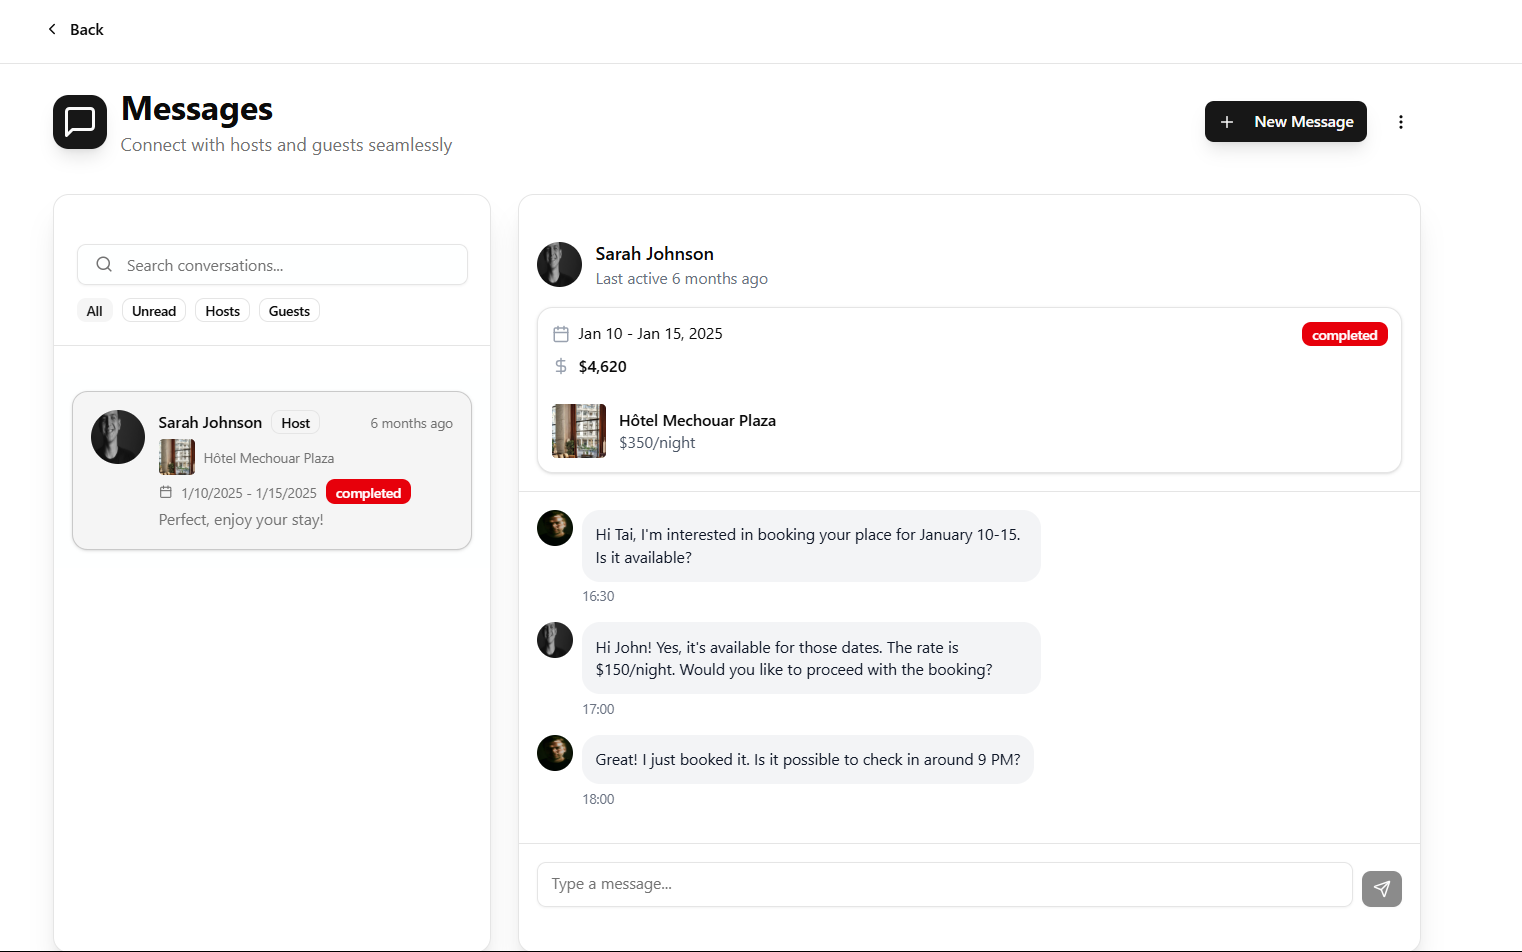 Back
Messages
Connect with hosts and guests seamlessly
New Message
Search conversations...
All Unread Hosts Guests
Sarah Johnson Host 6 months ago
Hôtel Mechouar Plaza
1/10/2025 - 1/15/2025 completed
Perfect, enjoy your stay!
Sarah Johnson
Last active 6 months ago
Jan 10 - Jan 15, 2025 completed
$4,620
Hôtel Mechouar Plaza
$350/night
Hi Tai, I'm interested in booking your place for January 10-15.
Is it available?
16:30
Hi John! Yes, it's available for those dates. The rate is
$150/night. Would you like to proceed with the booking?
17:00
Great! I just booked it. Is it possible to check in around 9 PM?
18:00
Type a message...